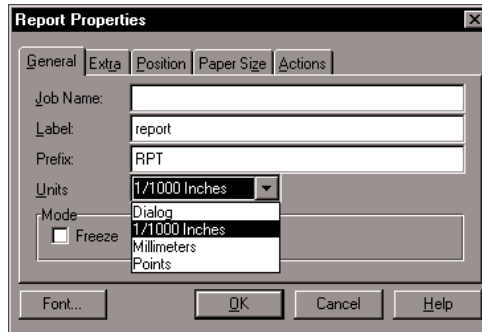 Report Properties
General Extra Position Paper Size Actions
Job Name:
Label: report
Prefix: RPT
Units 1/1000 Inches
Dialog
1/1000 Inches
Millimeters
Points
Mode
Freeze
Font... OK Cancel Help